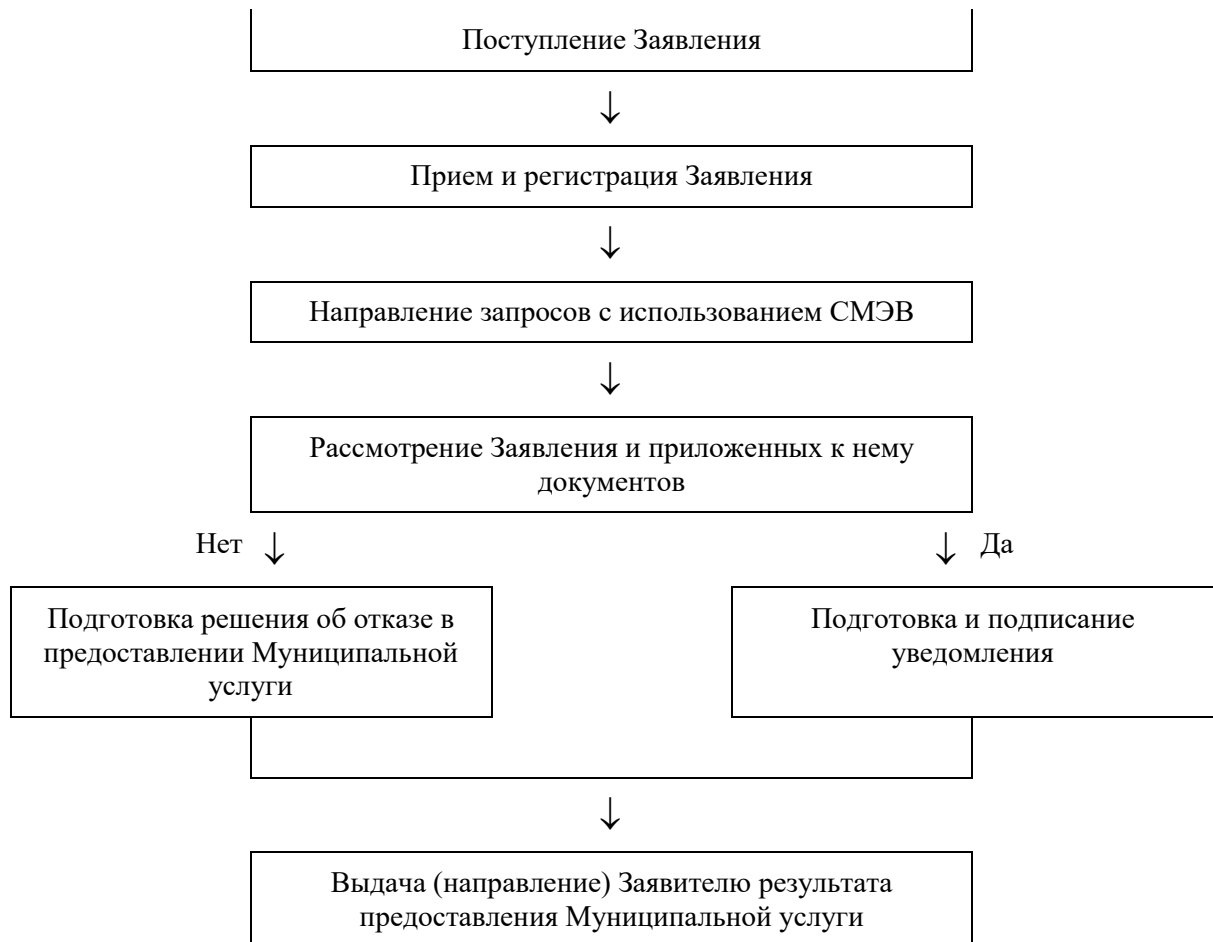 Поступление Заявления
↓
Прием и регистрация Заявления
↓
Направление запросов с использованием СМЭВ
↓
Рассмотрение Заявления и приложенных к нему
документов
Нет ↓
↓ Да
Подготовка решения об отказе в
предоставлении Муниципальной
услуги
Подготовка и подписание
уведомления
↓
Выдача (направление) Заявителю результата
предоставления Муниципальной услуги